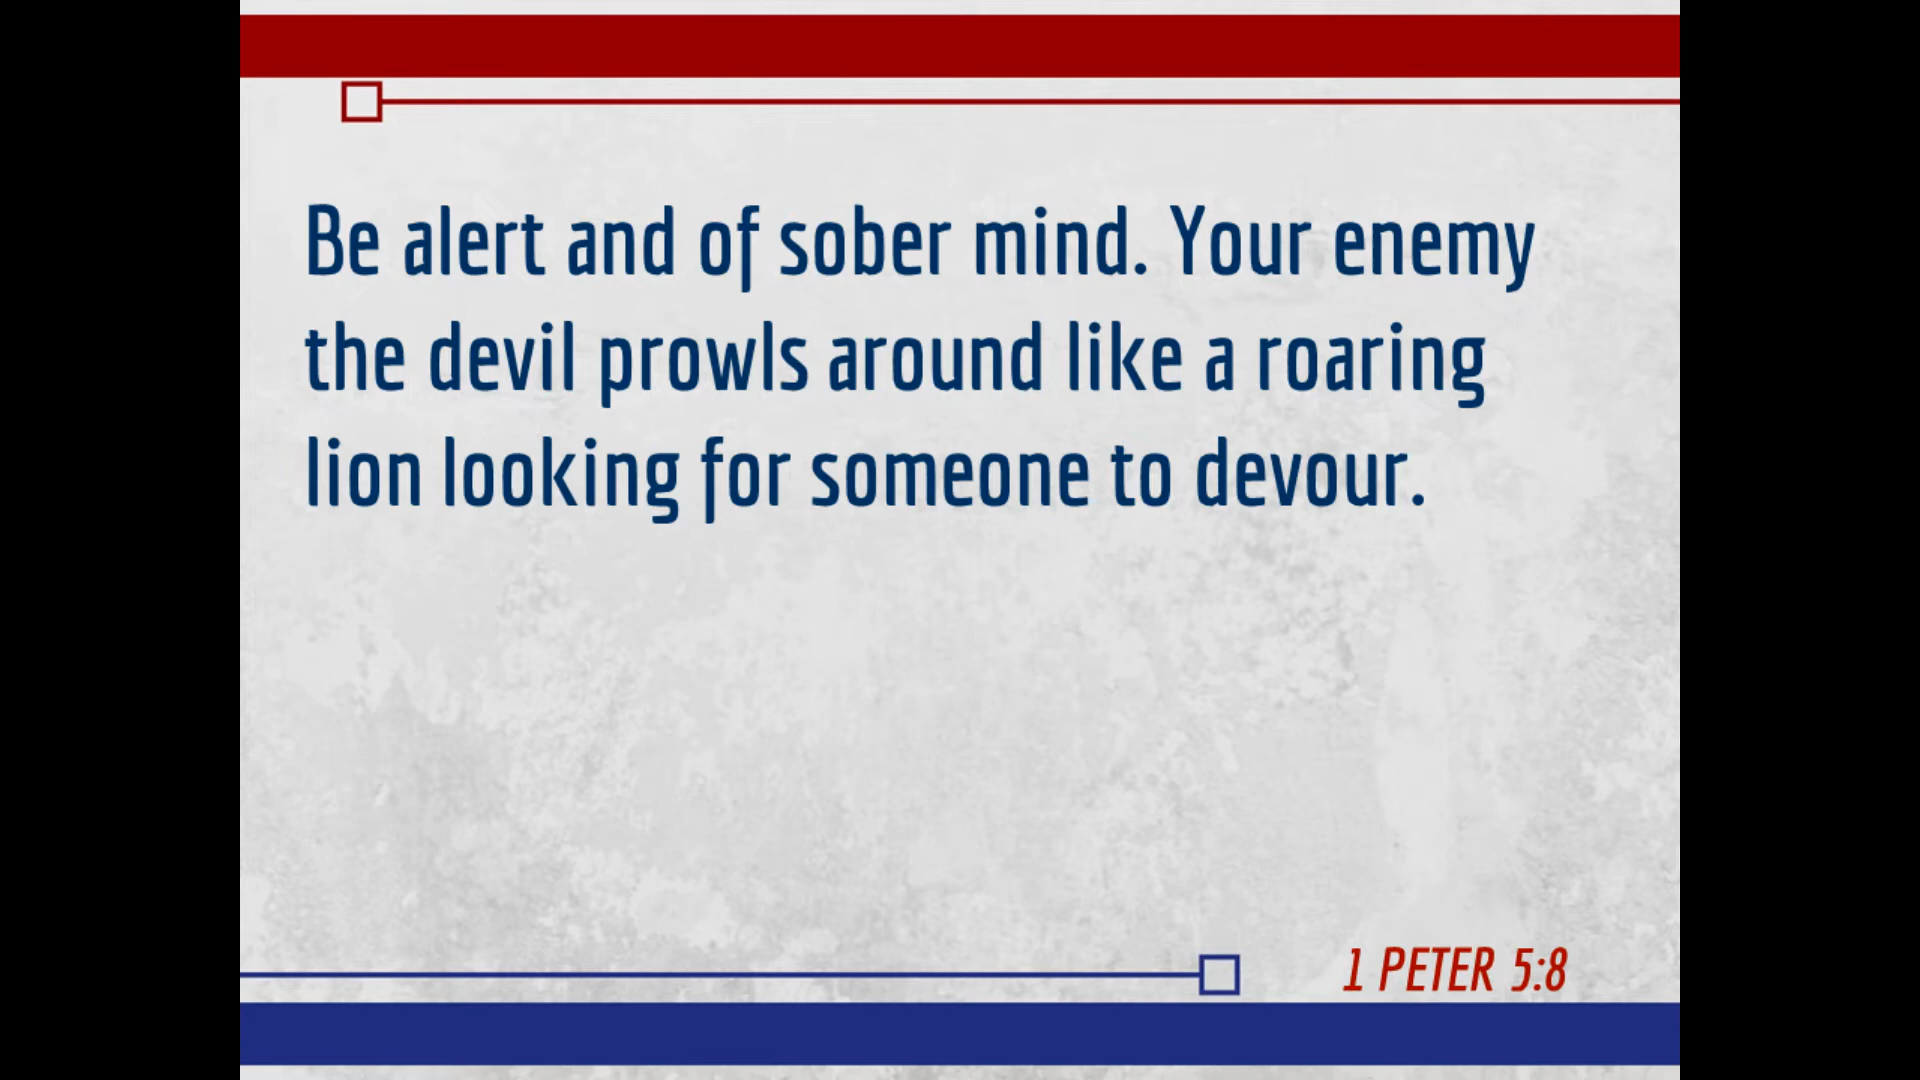 Be alert and of sober mind. Your enemy
the devil prowls around like a roaring
lion looking for someone to devour.
1 PETER 5:8